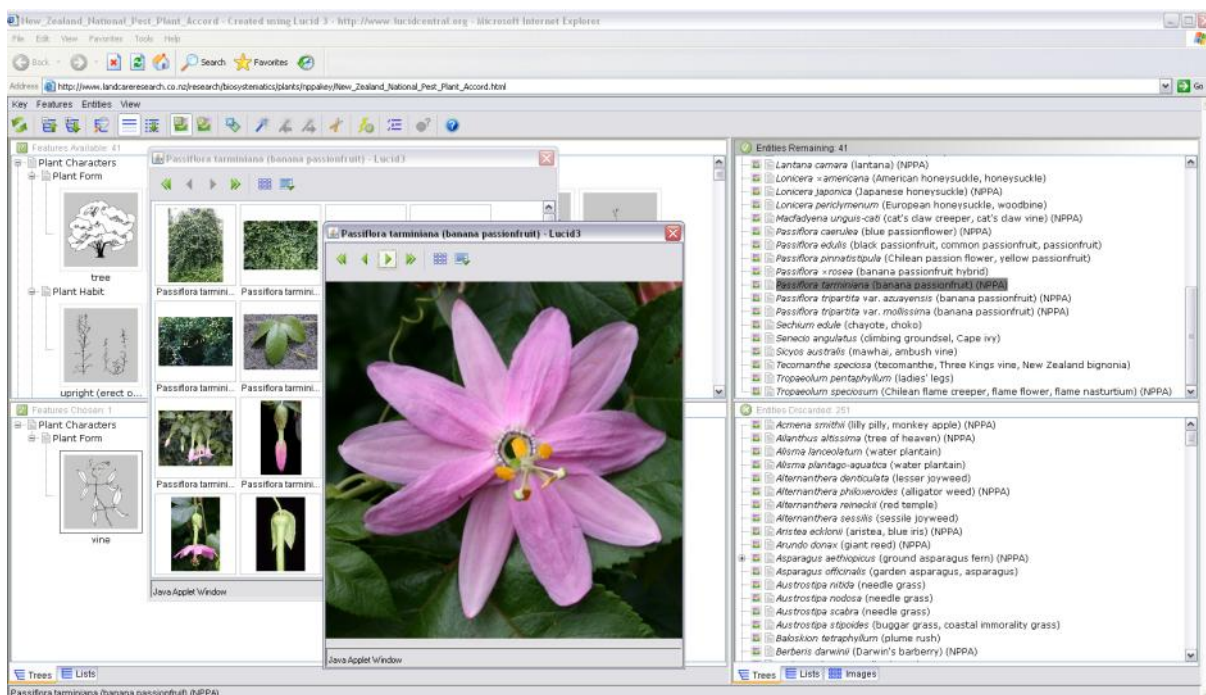 New_Zealand_National_Pest_Plant_Accord - Created using Lucid 3 - http://www.lucidcentral.org - Microsoft Internet Explorer
File Edit View Favorites Tools Help
Back Search Favorites
Address http://www.landcareresearch.co.nz/research/biosystematics/plants/nppakey/New_Zealand_National_Pest_Plant_Accord.html Go
Key Features Entities View
Features Available: 41
Plant Characters
Plant Form
tree
Plant Habit
upright (erect o...
Features Chosen: 1
Plant Characters
Plant Form
vine
Trees Lists
Passiflora tarminiana (banana passionfruit) - Lucid3
Passiflora tarmini... Passiflora tarmini...
Passiflora tarmini... Passiflora tarmini...
Passiflora tarmini... Passiflora tarmini...
Java Applet Window
Passiflora tarminiana (banana passionfruit) - Lucid3
Java Applet Window
Entities Remaining: 41
Lantana camara (lantana) (NPPA)
Lonicera ×americana (American honeysuckle, honeysuckle)
Lonicera japonica (Japanese honeysuckle) (NPPA)
Lonicera periclymenum (European honeysuckle, woodbine)
Macfadyena unguis-cati (cat's claw creeper, cat's claw vine) (NPPA)
Passiflora caerulea (blue passionflower) (NPPA)
Passiflora edulis (black passionfruit, common passionfruit, passionfruit)
Passiflora pinnatistipula (Chilean passion flower, yellow passionfruit)
Passiflora ×rosea (banana passionfruit hybrid)
Passiflora tarminiana (banana passionfruit) (NPPA)
Passiflora tripartita var. azuayensis (banana passionfruit) (NPPA)
Passiflora tripartita var. mollissima (banana passionfruit) (NPPA)
Sechium edule (chayote, choko)
Senecio angulatus (climbing groundsel, Cape ivy)
Sicyos australis (mawhai, ambush vine)
Tecomanthe speciosa (tecomanthe, Three Kings vine, New Zealand bignonia)
Tropaeolum pentaphyllum (ladies' legs)
Tropaeolum speciosum (Chilean flame creeper, flame flower, flame nasturtium) (NPPA)
Entities Discarded: 251
Acmena smithii (lilly pilly, monkey apple) (NPPA)
Ailanthus altissima (tree of heaven) (NPPA)
Alisma lanceolatum (water plantain)
Alisma plantago-aquatica (water plantain)
Alternanthera denticulata (lesser joyweed)
Alternanthera philoxeroides (alligator weed) (NPPA)
Alternanthera reineckii (red temple)
Alternanthera sessilis (sessile joyweed)
Aristea ecklonii (aristea, blue iris) (NPPA)
Arundo donax (giant reed) (NPPA)
Asparagus aethiopicus (ground asparagus fern) (NPPA)
Asparagus officinalis (garden asparagus, asparagus)
Austrostipa nitida (needle grass)
Austrostipa nodosa (needle grass)
Austrostipa scabra (needle grass)
Austrostipa stipoides (buggar grass, coastal immorality grass)
Baloskion tetraphyllum (plume rush)
Berberis darwinii (Darwin's barberry) (NPPA)
Trees Lists Images
Passiflora tarminiana (banana passionfruit) (NPPA)